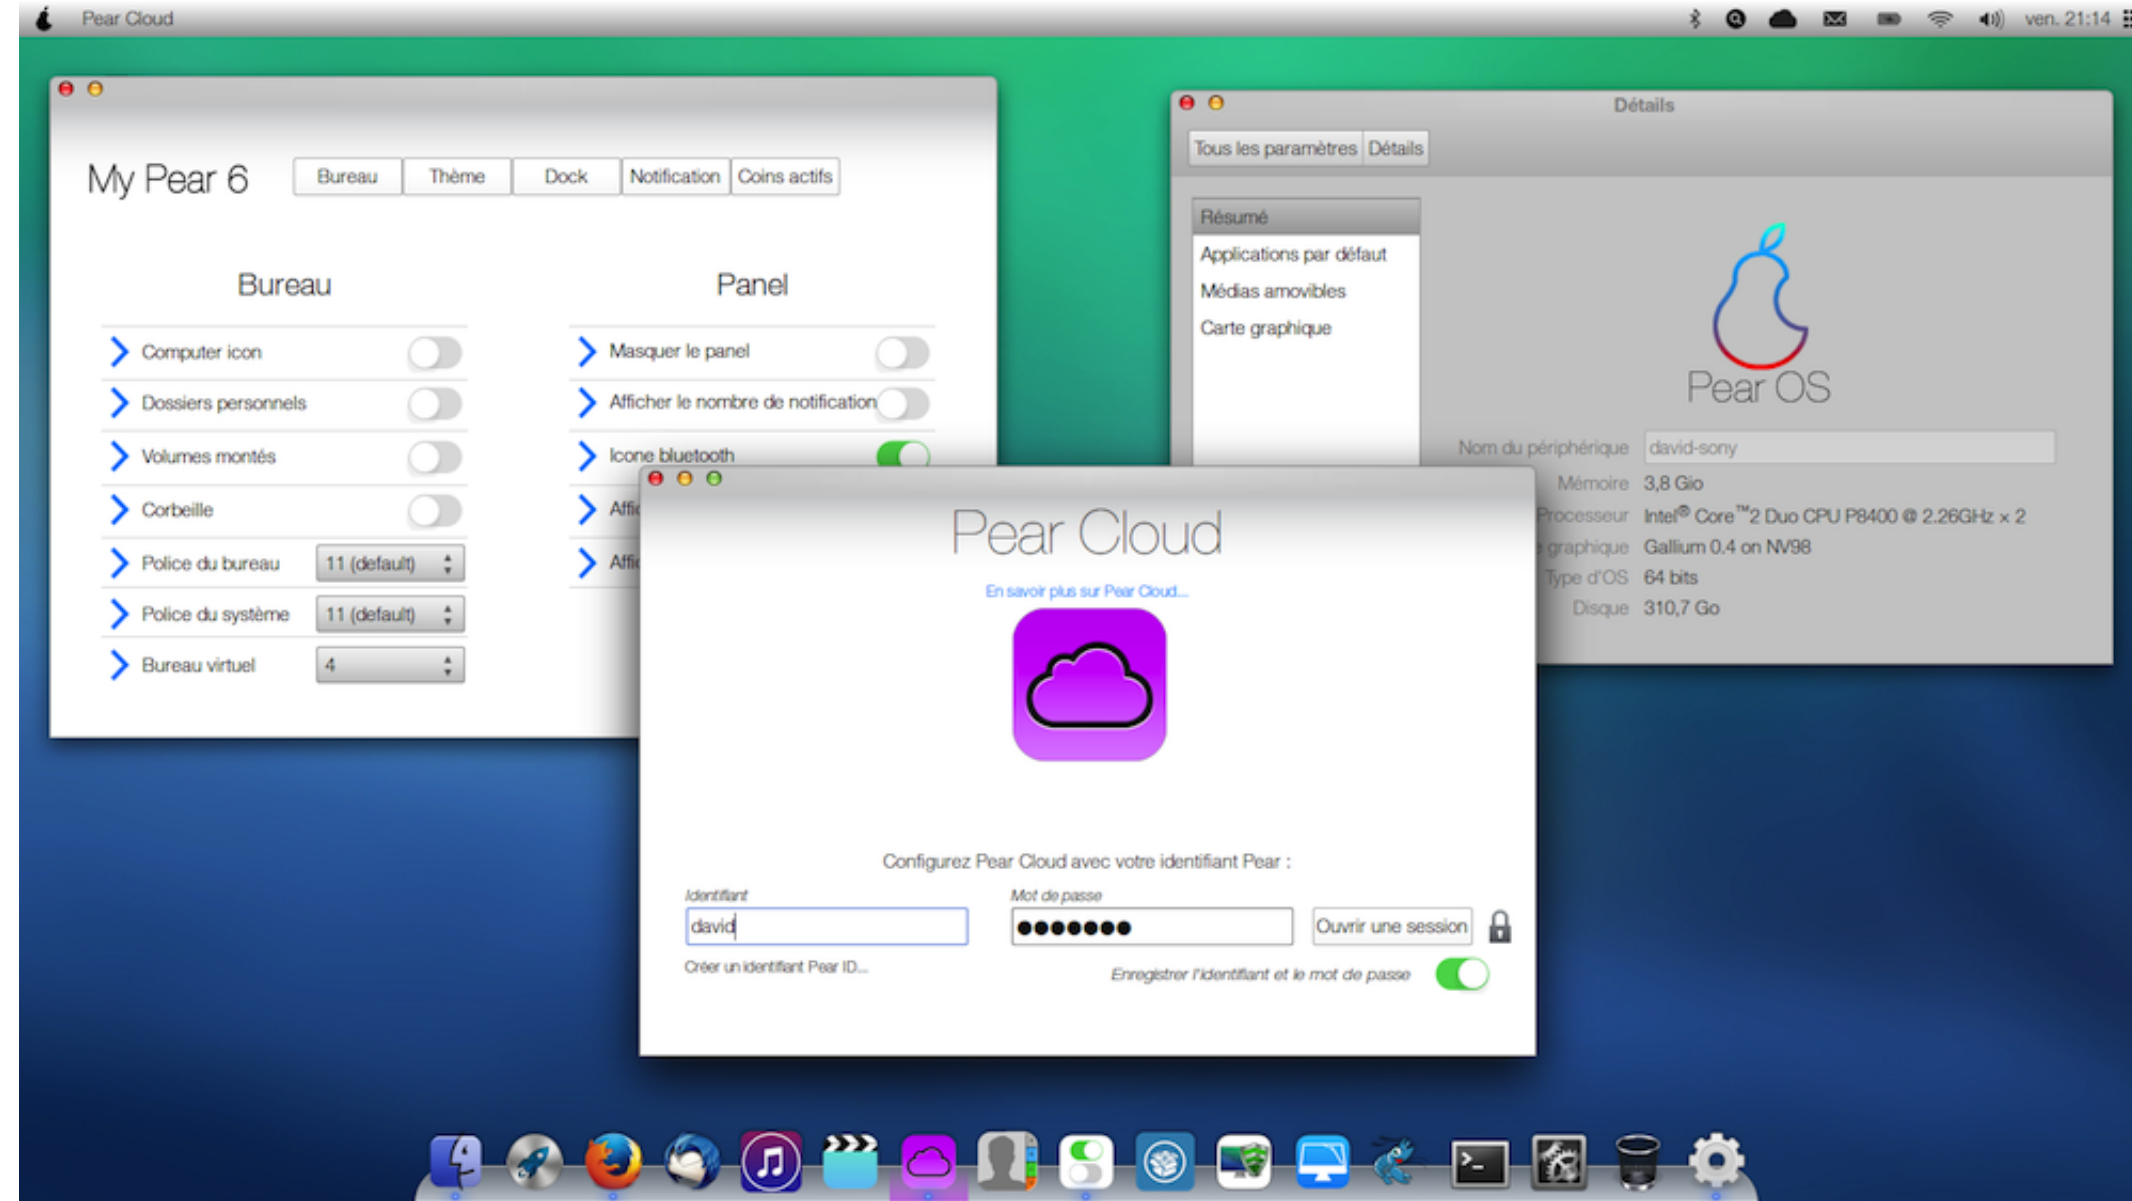 Pear Cloud
ven. 21:14
My Pear 6
Bureau
Thème
Dock
Notification
Coins actifs
Bureau
Computer icon
Dossiers personnels
Volumes montés
Corbeille
Police du bureau
11 (default)
Police du système
11 (default)
Bureau virtuel
4
Panel
Masquer le panel
Afficher le nombre de notification
Icone bluetooth
Détails
Tous les paramètres
Détails
Résumé
Applications par défaut
Médias amovibles
Carte graphique
Pear OS
Nom du périphérique
david-sony
Mémoire 3,8 Gio
Processeur Intel® Core™2 Duo CPU P8400 @ 2.26GHz × 2
graphique Gallium 0.4 on NV98
Type d'OS 64 bits
Disque 310,7 Go
Pear Cloud
En savoir plus sur Pear Cloud...
Configurez Pear Cloud avec votre identifiant Pear :
Identifiant
david
Mot de passe
Ouvrir une session
Créer un identifiant Pear ID...
Enregistrer l'identifiant et le mot de passe